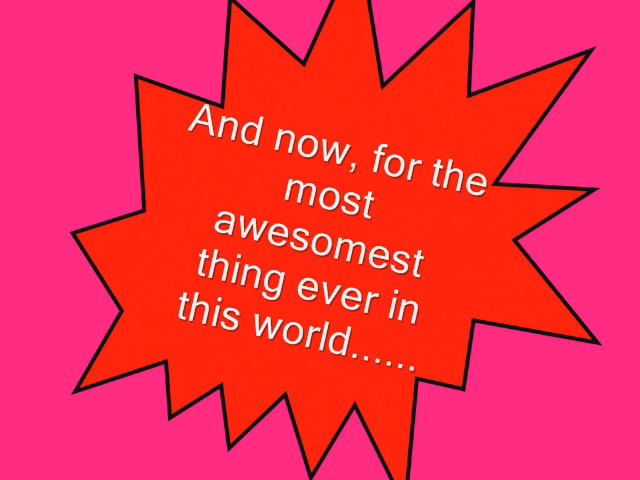 And now, for the
most
awesomest
thing ever in
this world......